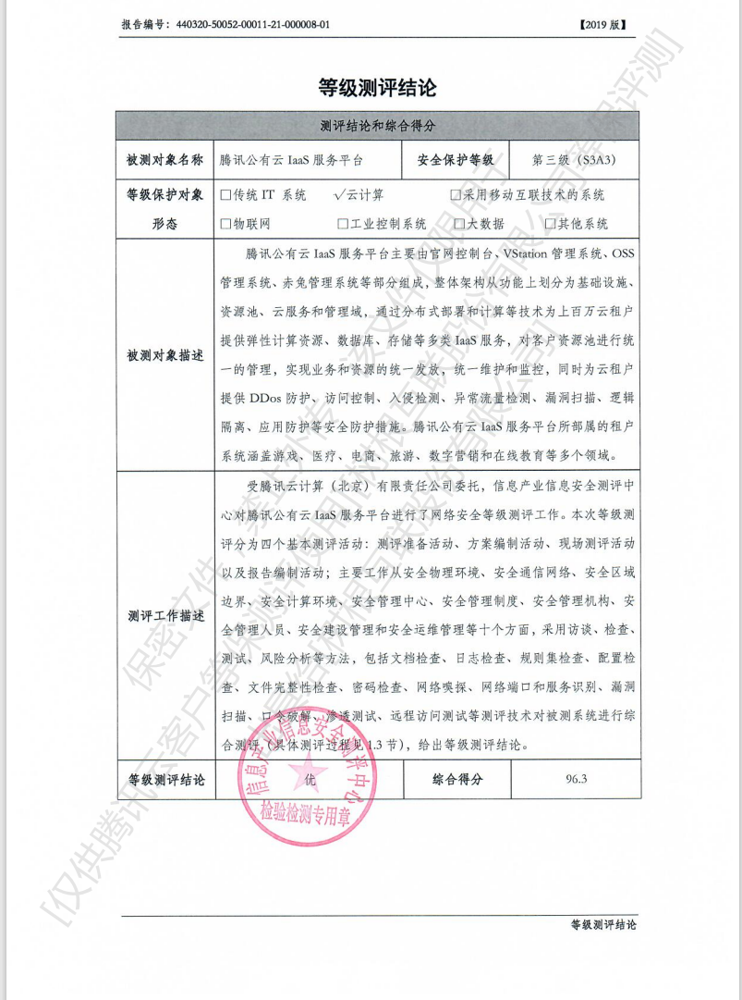 报告编号：440320-50052-00011-21-000008-01 【2019 版】
等级测评结论
测评结论和综合得分
被测对象名称 腾讯公有云 IaaS 服务平台 安全保护等级 第三级（S3A3）
等级保护对象形态
□传统 IT 系统 √云计算 □采用移动互联技术的系统
□物联网 □工业控制系统 □大数据 □其他系统
被测对象描述
腾讯公有云 IaaS 服务平台主要由官网控制台、VStation 管理系统、OSS
管理系统、赤兔管理系统等部分组成，整体架构从功能上划分为基础设施、
资源池、云服务和管理域，通过分布式部署和计算等技术为上百万云租户
提供弹性计算资源、数据库、存储等多类 IaaS 服务，对客户资源池进行统
一的管理，实现业务和资源的统一发放，统一维护和监控，同时为云租户
提供 DDos 防护、访问控制、入侵检测、异常流量检测、漏洞扫描、逻辑
隔离、应用防护等安全防护措施。腾讯公有云 IaaS 服务平台所部属的租户
系统涵盖游戏、医疗、电商、旅游、数字营销和在线教育等多个领域。
测评工作描述
受腾讯云计算（北京）有限责任公司委托，信息产业信息安全测评中
心对腾讯公有云 IaaS 服务平台进行了网络安全等级测评工作。本次等级测
评分为四个基本测评活动：测评准备活动、方案编制活动、现场测评活动
以及报告编制活动；主要工作从安全物理环境、安全通信网络、安全区域
边界、安全计算环境、安全管理中心、安全管理制度、安全管理机构、安
全管理人员、安全建设管理和安全运维管理等十个方面，采用访谈、检查、
测试、风险分析等方法，包括文档检查、日志检查、规则集检查、配置检
查、文件完整性检查、密码检查、网络嗅探、网络端口和服务识别、漏洞
扫描、口令破解、渗透测试、远程访问测试等测评技术对被测系统进行综
合测评（具体测评过程见 1.3 节），给出等级测评结论。
等级测评结论 优 综合得分 96.3
信息产业信息安全测评中心
检验检测专用章
等级测评结论
保密文件 禁止外传 该文件仅限用于